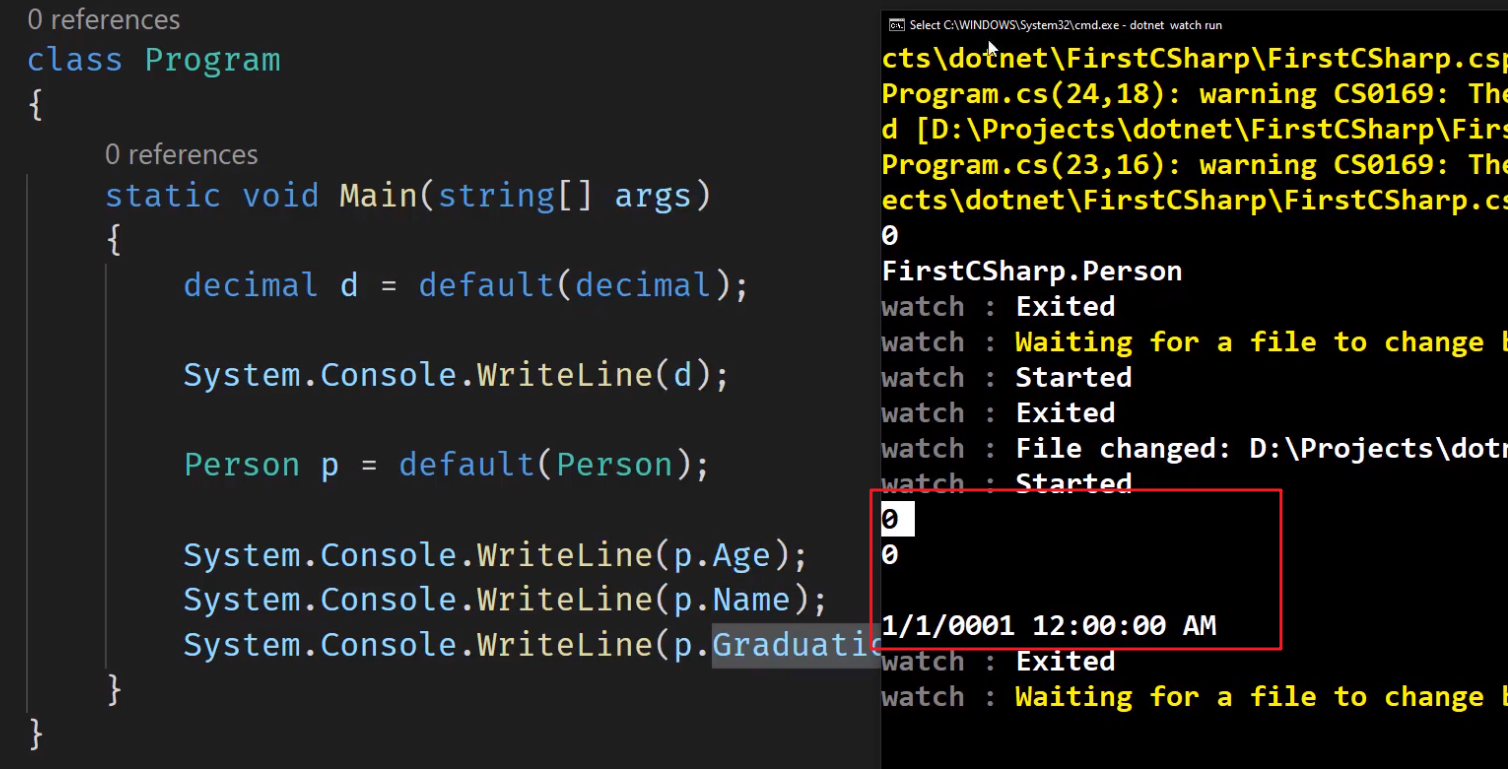 0 references
class Program
{
0 references
static void Main(string[] args)
{
decimal d = default(decimal);
System.Console.WriteLine(d);
Person p = default(Person);
System.Console.WriteLine(p.Age);
System.Console.WriteLine(p.Name);
System.Console.WriteLine(p.Graduatio
}
}
Select C:\WINDOWS\System32\cmd.exe - dotnet watch run
cts\dotnet\FirstCSharp\FirstCSharp.csp
Program.cs(24,18): warning CS0169: The
d [D:\Projects\dotnet\FirstCSharp\Firs
Program.cs(23,16): warning CS0169: The
ects\dotnet\FirstCSharp\FirstCSharp.cs
0
FirstCSharp.Person
watch : Exited
watch : Waiting for a file to change b
watch : Started
watch : Exited
watch : File changed: D:\Projects\dotn
watch : Started
0
0
1/1/0001 12:00:00 AM
watch : Exited
watch : Waiting for a file to change b